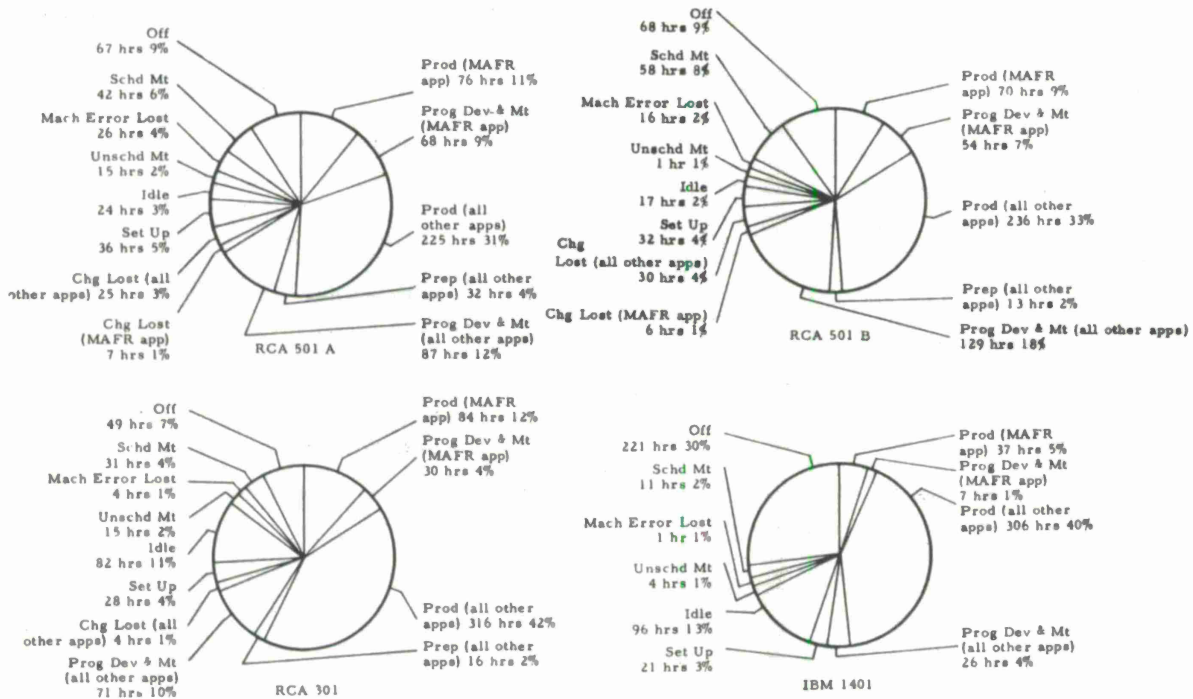 Off
67 hrs 9%
Schd Mt
42 hrs 6%
Mach Error Lost
26 hrs 4%
Unschd Mt
15 hrs 2%
Idle
24 hrs 3%
Set Up
36 hrs 5%
Chg Lost (all
other apps) 25 hrs 3%
Chg Lost
(MAFR app)
7 hrs 1%
Prod (MAFR
app) 76 hrs 11%
Prog Dev & Mt
(MAFR app)
68 hrs 9%
Prod (all
other apps)
225 hrs 31%
Prep (all other
apps) 32 hrs 4%
Prog Dev & Mt
(all other apps)
87 hrs 12%
RCA 501 A
Off
68 hrs 9%
Schd Mt
58 hrs 8%
Mach Error Lost
16 hrs 2%
Unschd Mt
1 hr 1%
Idle
17 hrs 2%
Set Up
32 hrs 4%
Chg
Lost (all other apps)
30 hrs 4%
Chg Lost (MAFR app)
6 hrs 1%
Prod (MAFR
app) 70 hrs 9%
Prog Dev & Mt
(MAFR app)
54 hrs 7%
Prod (all other
apps) 236 hrs 33%
Prep (all other
apps) 13 hrs 2%
Prog Dev & Mt (all other apps)
129 hrs 18%
RCA 501 B
Off
49 hrs 7%
Schd Mt
31 hrs 4%
Mach Error Lost
4 hrs 1%
Unschd Mt
15 hrs 2%
Idle
82 hrs 11%
Set Up
28 hrs 4%
Chg Lost (all
other apps) 4 hrs 1%
Prog Dev & Mt
(all other apps)
71 hrs 10%
Prod (MAFR
app) 84 hrs 12%
Prog Dev & Mt
(MAFR app)
30 hrs 4%
Prod (all other
apps) 316 hrs 42%
Prep (all other
apps) 16 hrs 2%
RCA 301
Off
221 hrs 30%
Schd Mt
11 hrs 2%
Mach Error Lost
1 hr 1%
Unschd Mt
4 hrs 1%
Idle
96 hrs 13%
Set Up
21 hrs 3%
Prod (MAFR
app) 37 hrs 5%
Prog Dev & Mt
(MAFR app)
7 hrs 1%
Prod (all other
apps) 306 hrs 40%
Prog Dev & Mt
(all other apps)
26 hrs 4%
IBM 1401